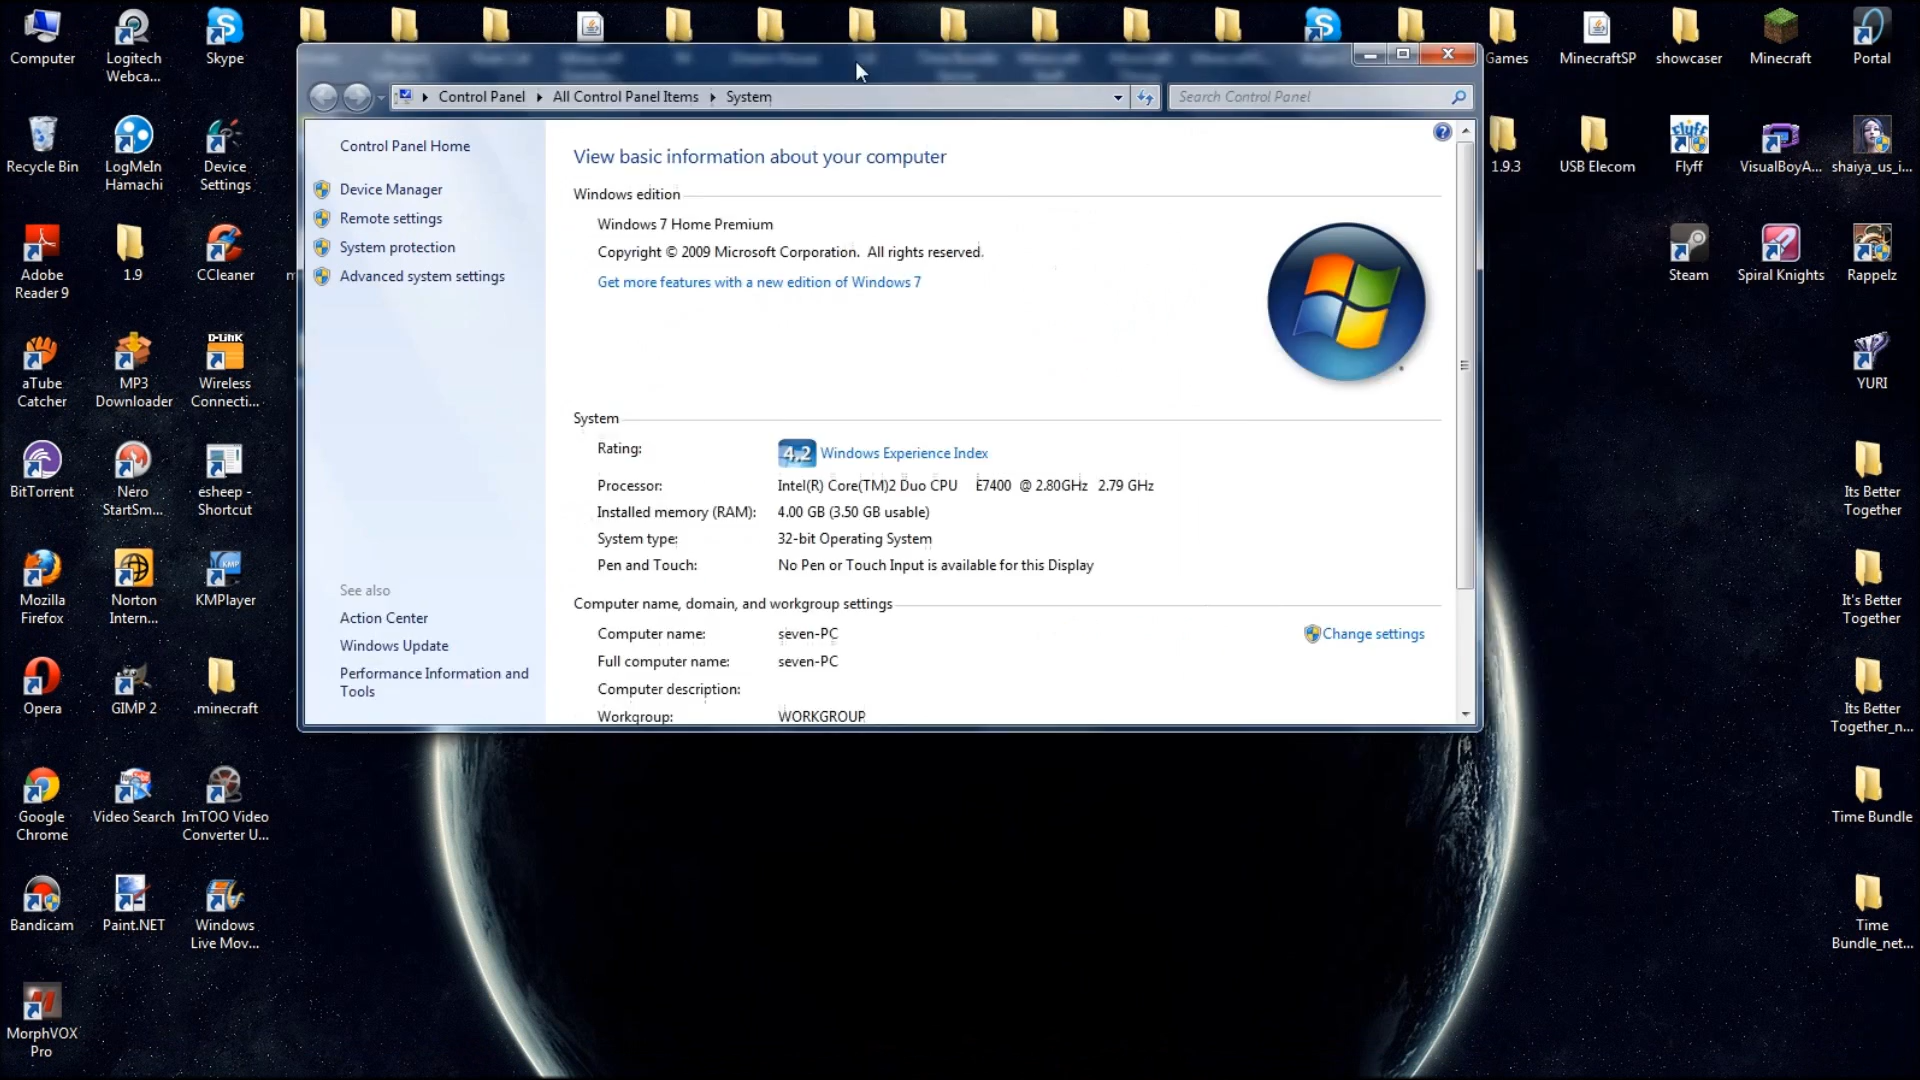 Computer
Logitech
Webca...
Skype
Games
MinecraftSP
showcaser
Minecraft
Portal
Control Panel
All Control Panel Items
System
Search Control Panel
Recycle Bin
LogMeIn
Hamachi
Device
Settings
1.9.3
USB Elecom
Flyff
VisualBoyA...
shaiya_us_i...
Control Panel Home
Device Manager
Remote settings
System protection
Advanced system settings
See also
Action Center
Windows Update
Performance Information and
Tools
View basic information about your computer
Windows edition
Windows 7 Home Premium
Copyright © 2009 Microsoft Corporation. All rights reserved.
Get more features with a new edition of Windows 7
System
Rating:
4.2 Windows Experience Index
Processor:
Intel(R) Core(TM)2 Duo CPU E7400 @ 2.80GHz 2.79 GHz
Installed memory (RAM):
4.00 GB (3.50 GB usable)
System type:
32-bit Operating System
Pen and Touch:
No Pen or Touch Input is available for this Display
Computer name, domain, and workgroup settings
Computer name:
seven-PC
Change settings
Full computer name:
seven-PC
Computer description:
Workgroup:
WORKGROUP
Adobe
Reader 9
1.9
CCleaner
Steam
Spiral Knights
Rappelz
aTube
Catcher
MP3
Downloader
D-Link
Wireless
Connecti...
YURI
BitTorrent
Nero
StartSm...
esheep -
Shortcut
Its Better
Together
Mozilla
Firefox
Norton
Intern...
KMP
KMPlayer
It's Better
Together
Opera
GIMP 2
.minecraft
Its Better
Together_n...
Google
Chrome
Video Search
ImTOO Video
Converter U...
Time Bundle
Bandicam
Paint.NET
Windows
Live Mov...
Time
Bundle_net...
MorphVOX
Pro